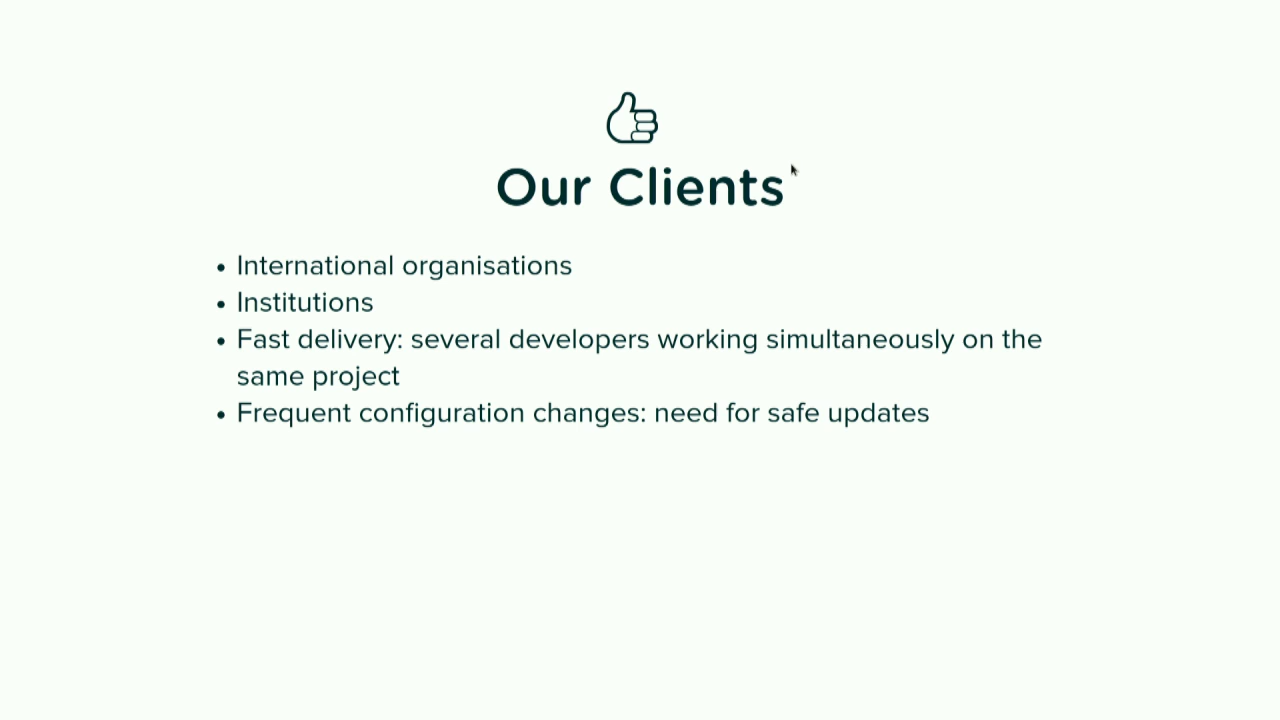 Our Clients
• International organisations
• Institutions
• Fast delivery: several developers working simultaneously on the
same project
• Frequent configuration changes: need for safe updates